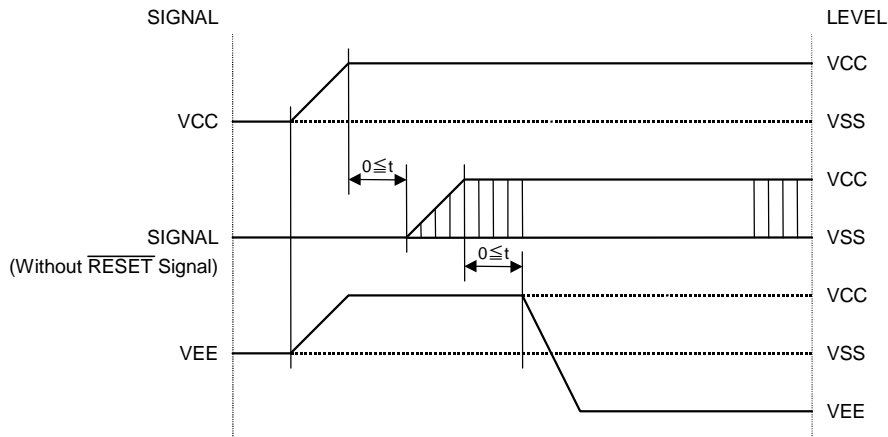 SIGNAL LEVEL
VCC
VCC VSS
0≦t
VCC
SIGNAL VSS
(Without RESET Signal)
0≦t
VCC
VEE VSS
VEE